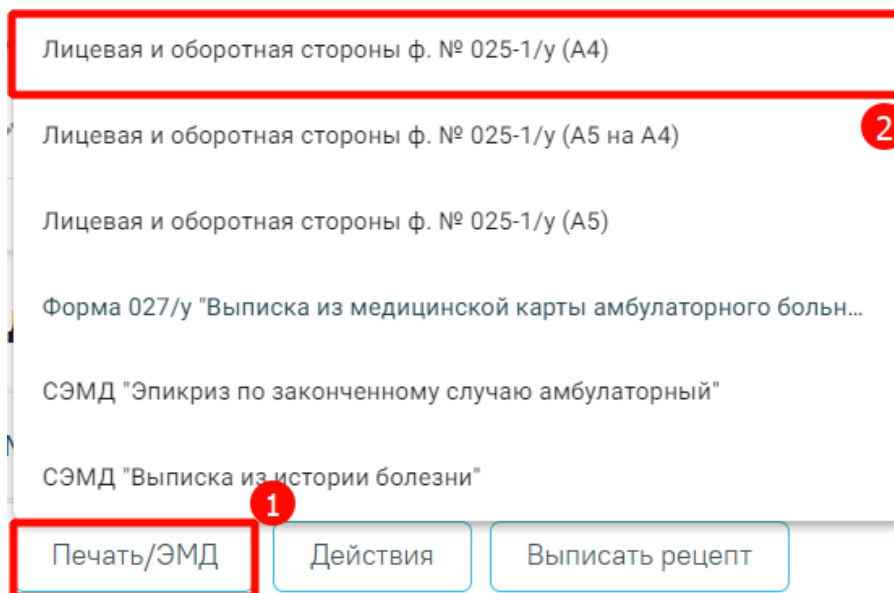 Лицевая и оборотная стороны ф. № 025-1/у (А4)
2
Лицевая и оборотная стороны ф. № 025-1/у (А5 на А4)
Лицевая и оборотная стороны ф. № 025-1/у (А5)
Форма 027/у "Выписка из медицинской карты амбулаторного больн...
СЭМД "Эпикриз по законченному случаю амбулаторный"
СЭМД "Выписка из истории болезни"
1
Печать/ЭМД Действия Выписать рецепт